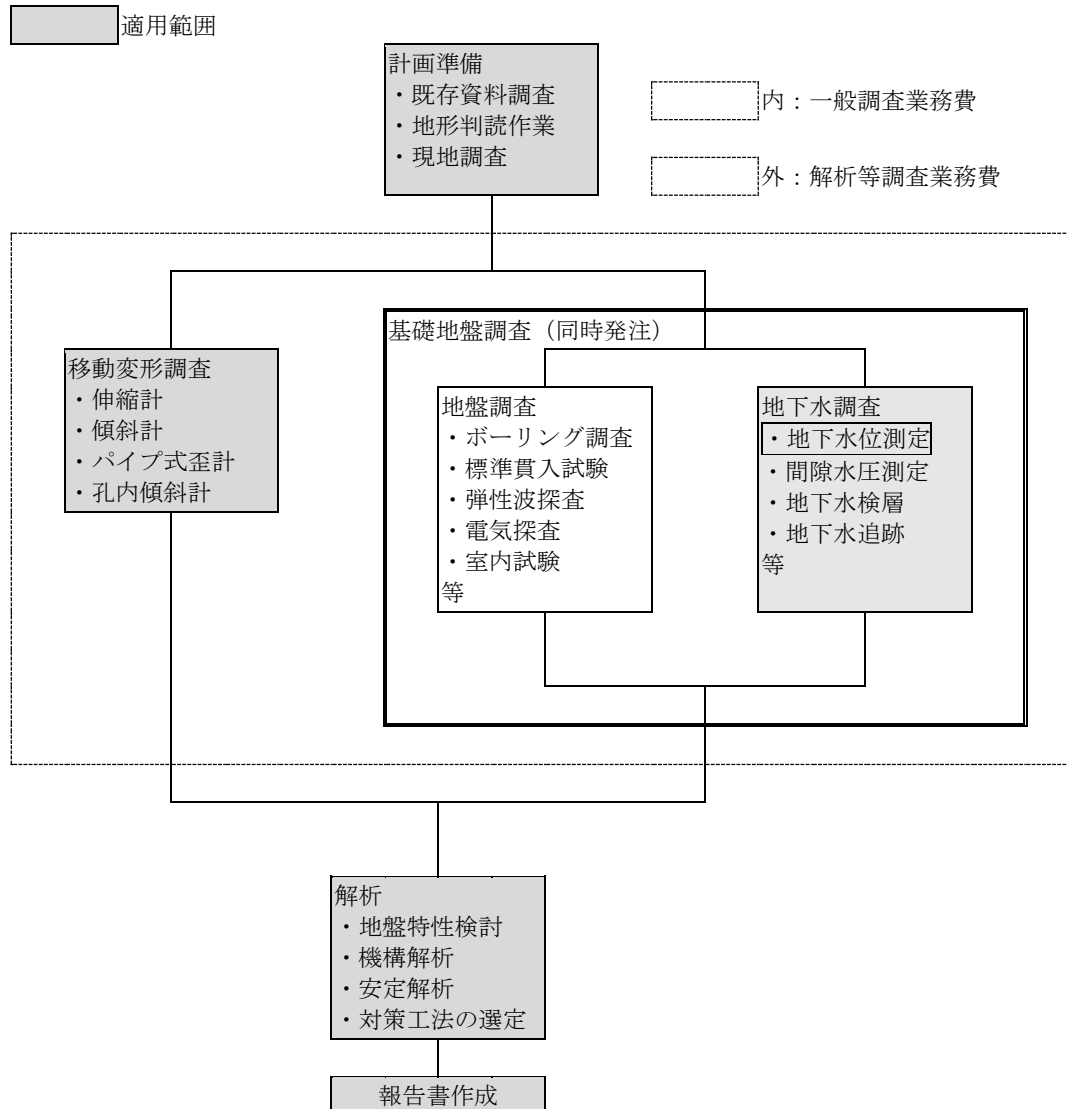 適用範囲
計画準備
・既存資料調査
・地形判読作業
・現地調査
内：一般調査業務費
外：解析等調査業務費
基礎地盤調査（同時発注）
移動変形調査
・伸縮計
・傾斜計
・パイプ式歪計
・孔内傾斜計
地盤調査
・ボーリング調査
・標準貫入試験
・弾性波探査
・電気探査
・室内試験
等
地下水調査
・地下水位測定
・間隙水圧測定
・地下水検層
・地下水追跡
等
解析
・地盤特性検討
・機構解析
・安定解析
・対策工法の選定
報告書作成